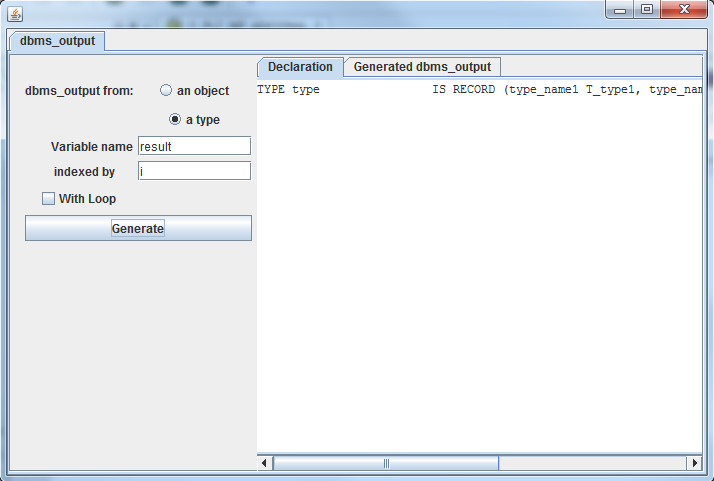 dbms_output
Declaration
Generated dbms_output
dbms_output from:
an object
a type
Variable name
result
indexed by
i
With Loop
Generate
TYPE type IS RECORD (type_name1 T_type1, type_nam